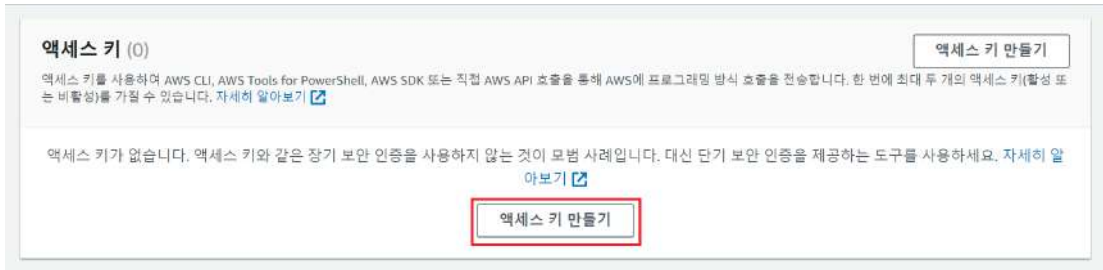 액세스 키 (0)
액세스 키 만들기
액세스 키를 사용하여 AWS CLI, AWS Tools for PowerShell, AWS SDK 또는 직접 AWS API 호출을 통해 AWS에 프로그래밍 방식 호출을 전송합니다. 한 번에 최대 두 개의 액세스 키(활성 또
는 비활성)를 가질 수 있습니다. 자세히 알아보기
액세스 키가 없습니다. 액세스 키와 같은 장기 보안 인증을 사용하지 않는 것이 모범 사례입니다. 대신 단기 보안 인증을 제공하는 도구를 사용하세요. 자세히 알
아보기
액세스 키 만들기